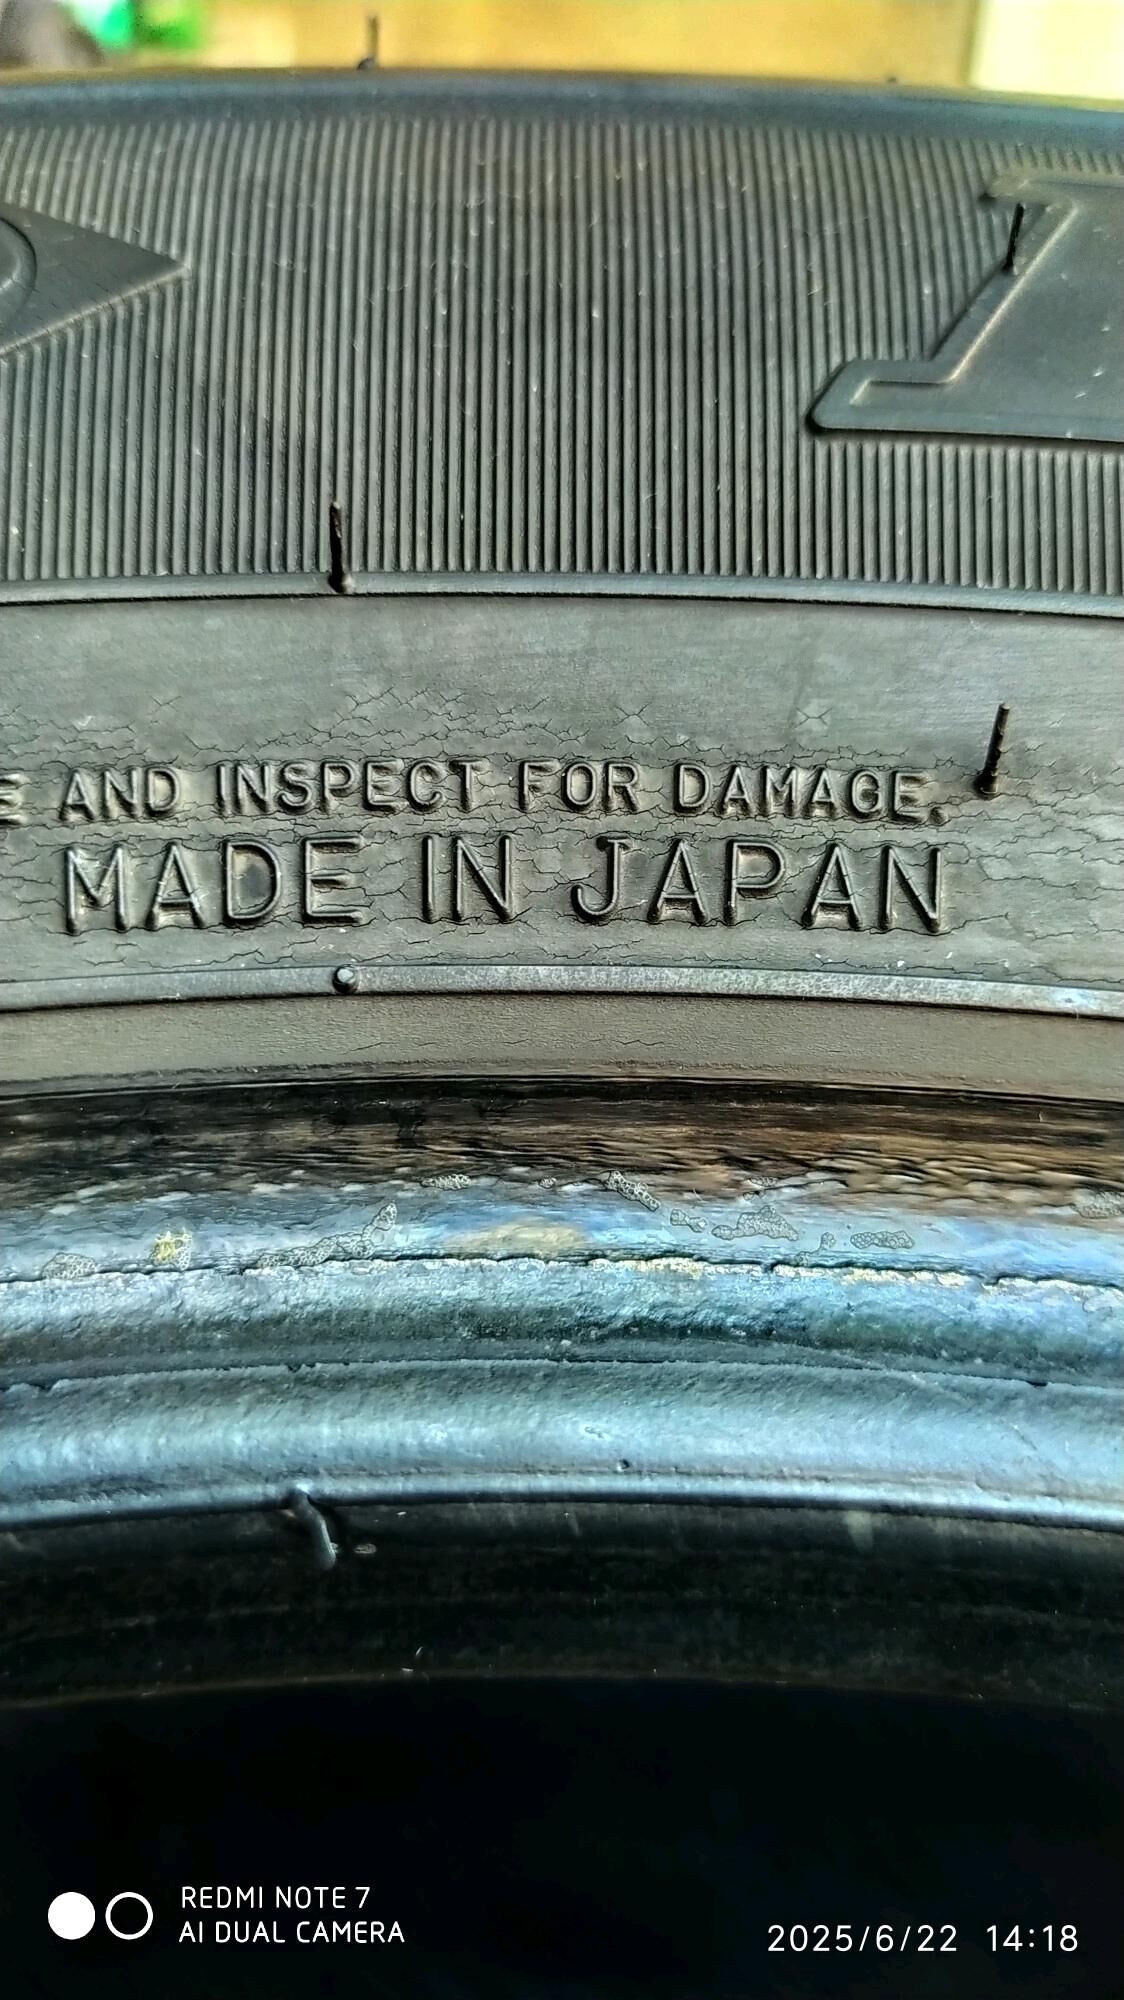 E AND INSPECT FOR DAMAGE.
MADE IN JAPAN
REDMI NOTE 7
AI DUAL CAMERA
2025/6/22 14:18